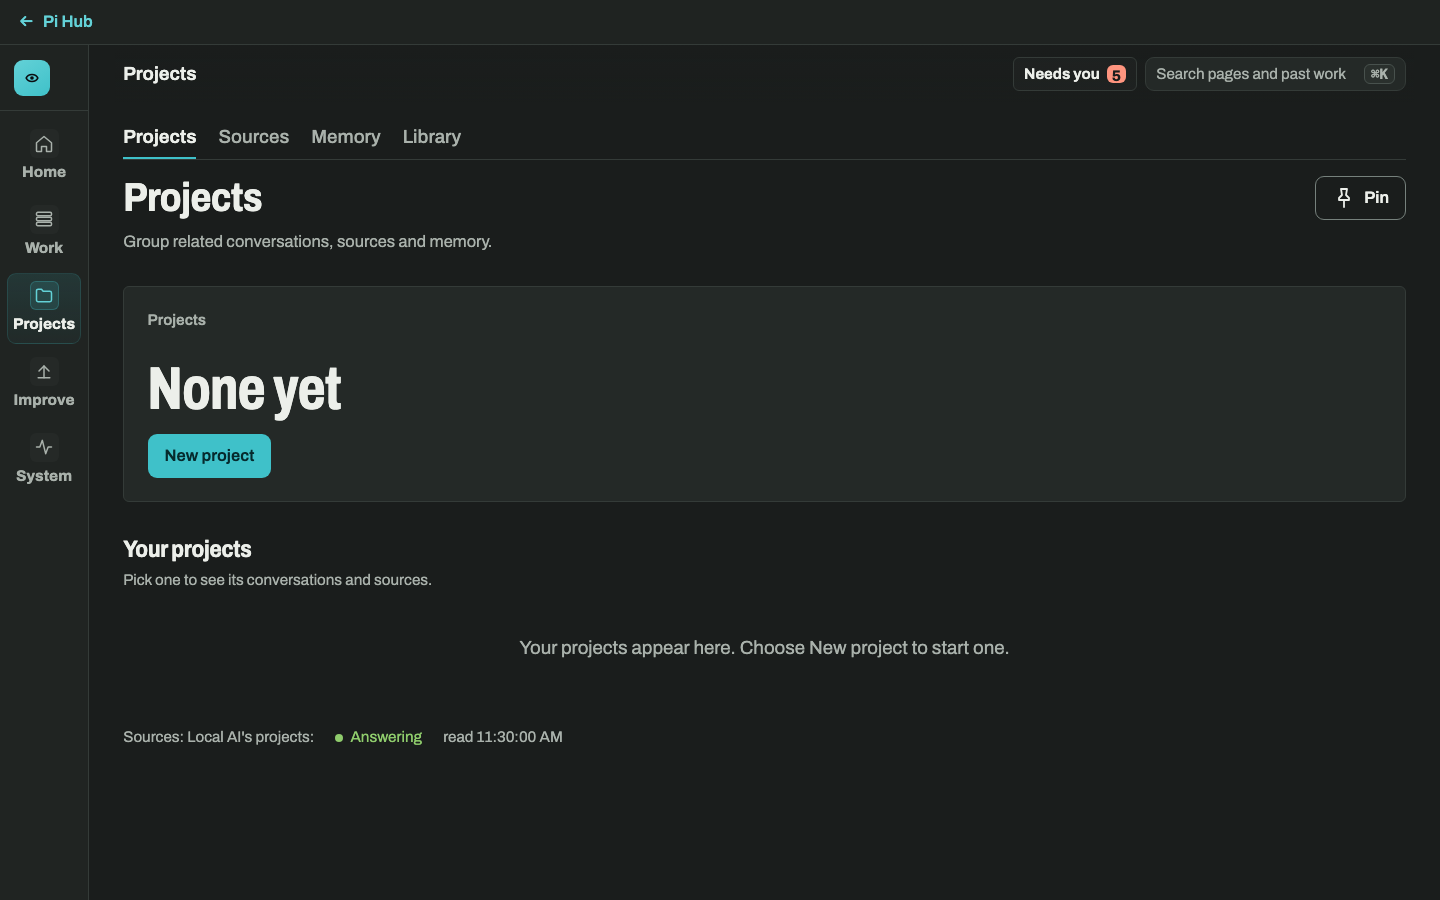 Pi Hub
Projects
Needs you 5
Search pages and past work ⌘K
Home
Work
Projects
Improve
System
Projects Sources Memory Library
Projects
Pin
Group related conversations, sources and memory.
Projects
None yet
New project
Your projects
Pick one to see its conversations and sources.
Your projects appear here. Choose New project to start one.
Sources: Local AI's projects: Answering read 11:30:00 AM